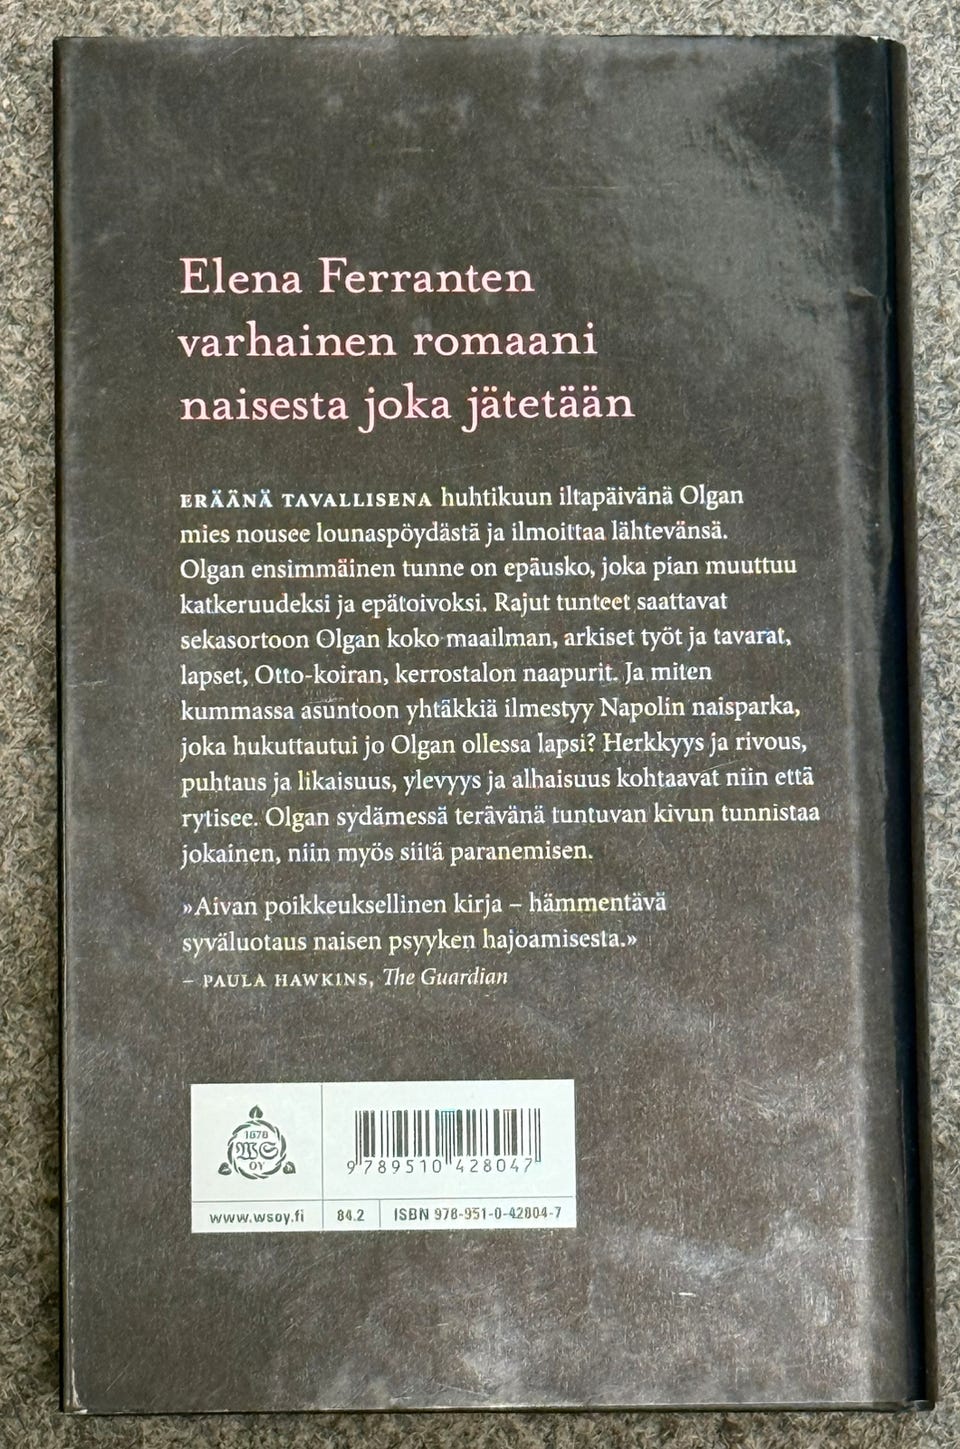 Elena Ferranten
varhainen romaani
naisesta joka jätetään
ERÄÄNÄ TAVALLISENA huhtikuun iltapäivänä Olgan
mies nousee lounaspöydästä ja ilmoittaa lähtevänsä.
Olgan ensimmäinen tunne on epäusko, joka pian muuttuu
katkeruudeksi ja epätoivoksi. Rajut tunteet saattavat
sekasortoon Olgan koko maailman, arkiset työt ja tavarat,
lapset, Otto-koiran, kerrostalon naapurit. Ja miten
kummassa asuntoon yhtäkkiä ilmestyy Napolin naisparka,
joka hukuttautui jo Olgan ollessa lapsi? Herkkyys ja rivous,
puhtaus ja likaisuus, ylevyys ja alhaisuus kohtaavat niin että
rytisee. Olgan sydämessä terävänä tuntuvan kivun tunnistaa
jokainen, niin myös siitä paranemisen.
»Aivan poikkeuksellinen kirja – hämmentävä
syväluotaus naisen psyyken hajoamisesta.»
– PAULA HAWKINS, The Guardian
1878
WS
OY
9 789510 428047
www.wsoy.fi 84.2 ISBN 978-951-0-42804-7